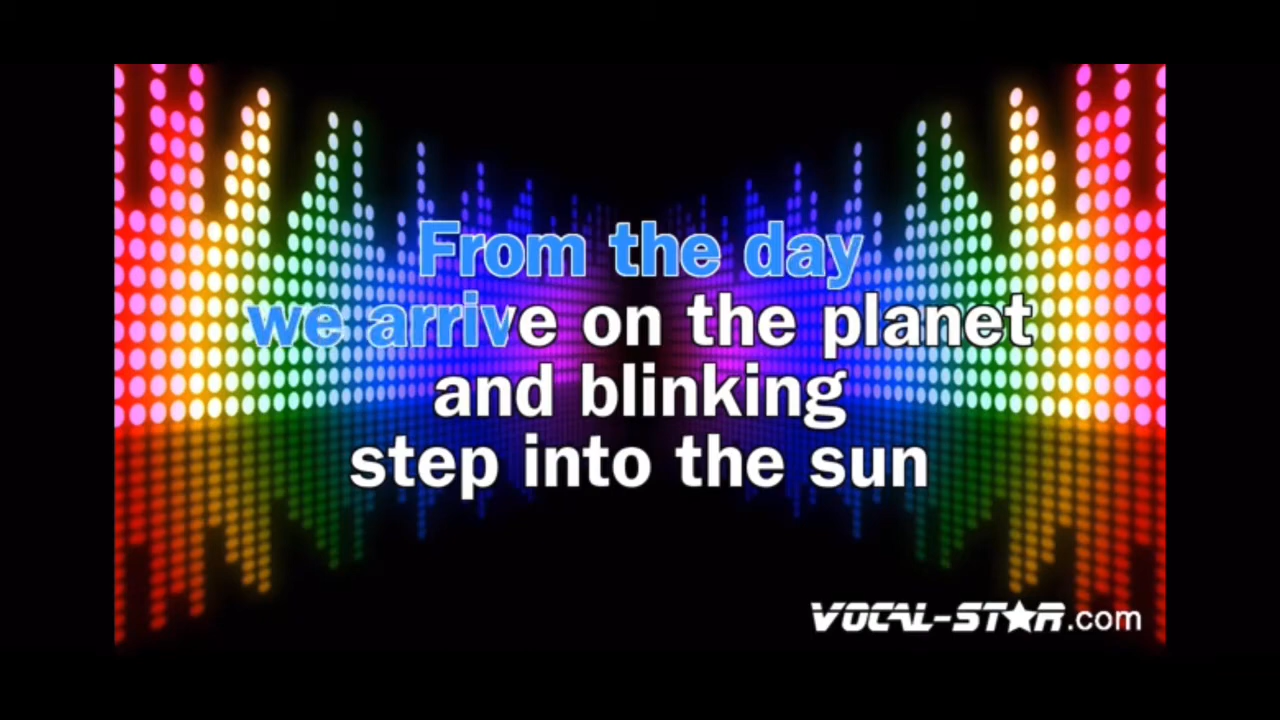 From the day
we arrive on the planet
and blinking
step into the sun
VOCAL-STAR.com